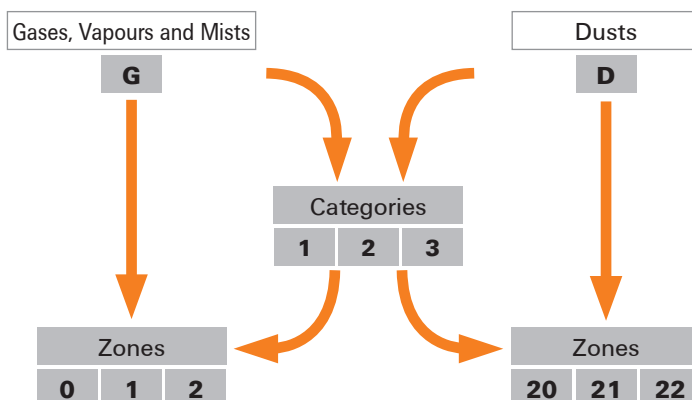 Gases, Vapours and Mists
Dusts
G
D
Categories
1 2 3
Zones
Zones
0 1 2
20 21 22